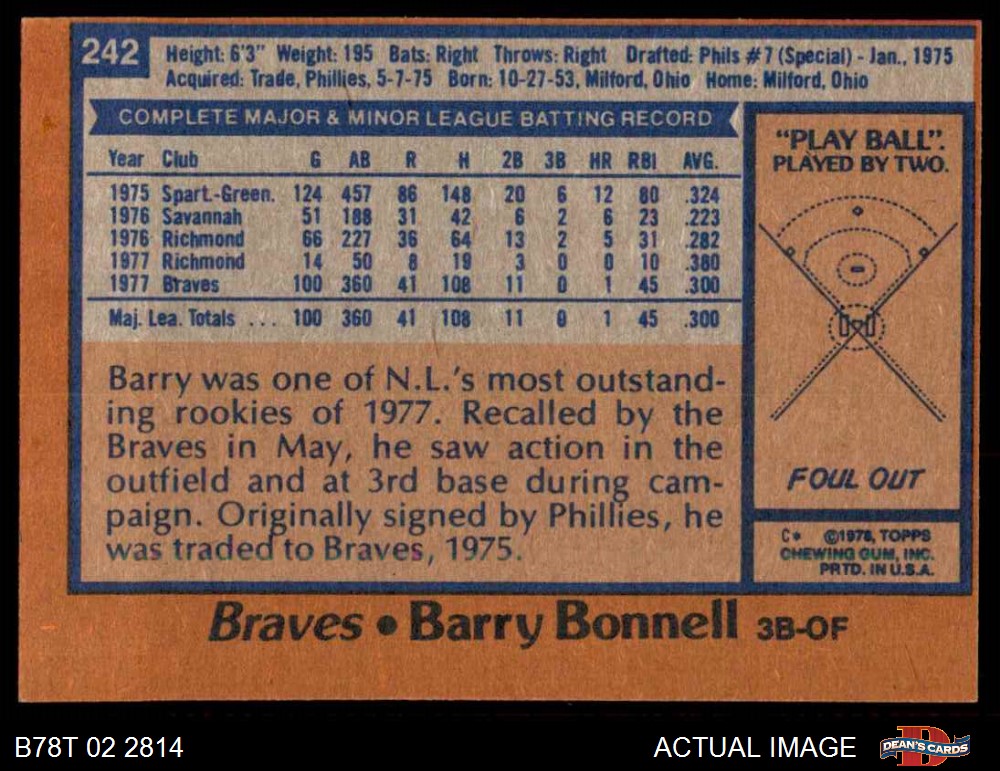 242
Height: 6'3" Weight: 195 Bats: Right Throws: Right Drafted: Phils #7 (Special) - Jan., 1975
Acquired: Trade, Phillies, 5-7-75 Born: 10-27-53, Milford, Ohio Home: Milford, Ohio
COMPLETE MAJOR & MINOR LEAGUE BATTING RECORD
Year Club G AB R H 2B 3B HR RBI AVG.
1975 Spart.-Green. 124 457 86 148 20 6 12 80 .324
1976 Savannah 51 188 31 42 6 2 6 23 .223
1976 Richmond 66 227 36 64 13 2 5 31 .282
1977 Richmond 14 50 8 19 3 0 0 10 .380
1977 Braves 100 360 41 108 11 0 1 45 .300
Maj. Lea. Totals ... 100 360 41 108 11 0 1 45 .300
Barry was one of N.L.'s most outstand-
ing rookies of 1977. Recalled by the
Braves in May, he saw action in the
outfield and at 3rd base during cam-
paign. Originally signed by Phillies, he
was traded to Braves, 1975.
"PLAY BALL".
PLAYED BY TWO.
FOUL OUT
C* ©1978, TOPPS
CHEWING GUM, INC.
PRTD. IN U.S.A.
Braves • Barry Bonnell 3B-OF
B78T 02 2814
ACTUAL IMAGE
DEAN'S CARDS